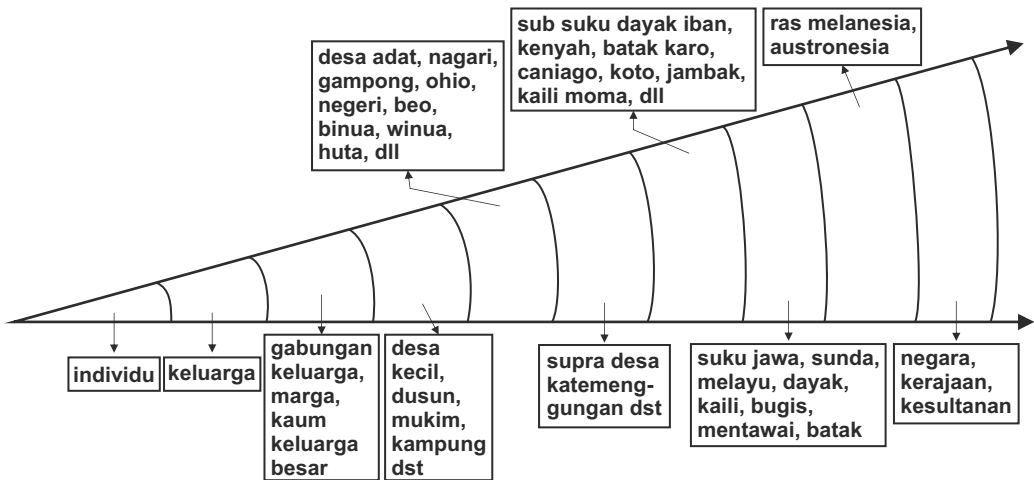 desa adat, nagari,
gampong, ohio,
negeri, beo,
binua, winua,
huta, dll
sub suku dayak iban,
kenyah, batak karo,
caniago, koto, jambak,
kaili moma, dll
ras melanesia,
austronesia
individu
keluarga
gabungan
keluarga,
marga,
kaum
keluarga
besar
desa
kecil,
dusun,
mukim,
kampung
dst
supra desa
katemeng-
gungan dst
suku jawa, sunda,
melayu, dayak,
kaili, bugis,
mentawai, batak
negara,
kerajaan,
kesultanan